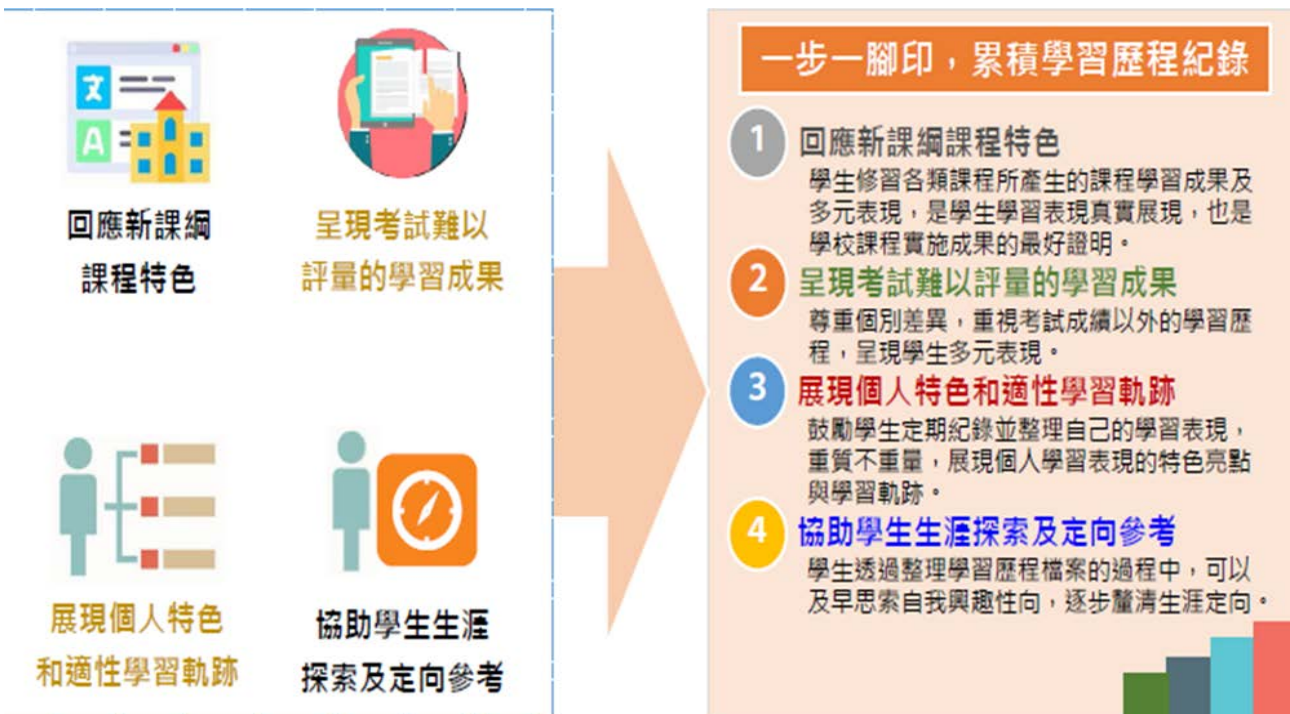 回應新課綱
課程特色
呈現考試難以
評量的學習成果
展現個人特色
和適性學習軌跡
協助學生生涯
探索及定向參考
一步一腳印，累積學習歷程紀錄
1 回應新課綱課程特色
學生修習各類課程所產生的課程學習成果及
多元表現，是學生學習表現真實展現，也是
學校課程實施成果的最好證明。
2 呈現考試難以評量的學習成果
尊重個別差異，重視考試成績以外的學習歷
程，呈現學生多元表現。
3 展現個人特色和適性學習軌跡
鼓勵學生定期紀錄並整理自己的學習表現，
重質不重量，展現個人學習表現的特色亮點
與學習軌跡。
4 協助學生生涯探索及定向參考
學生透過整理學習歷程檔案的過程中，可以
及早思索自我興趣性向，逐步釐清生涯定向。
文
A